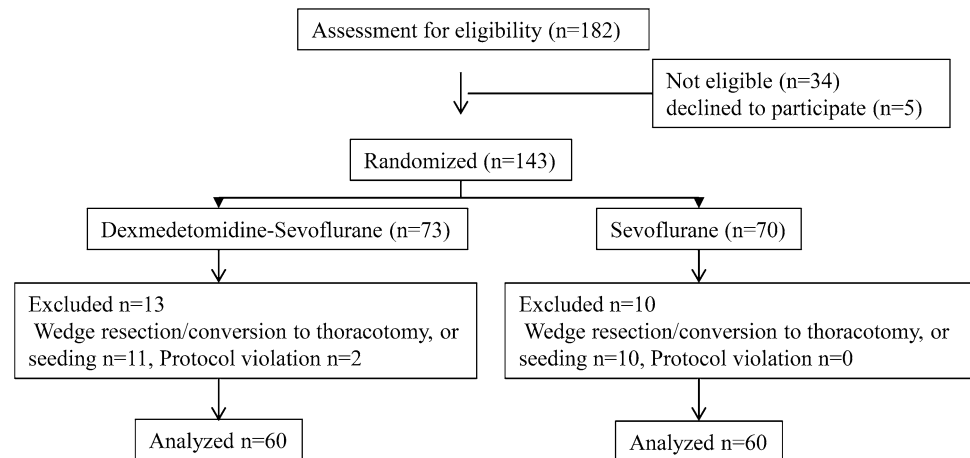 Assessment for eligibility (n=182)
Not eligible (n=34)
declined to participate (n=5)
Randomized (n=143)
Dexmedetomidine-Sevoflurane (n=73)
Sevoflurane (n=70)
Excluded n=13
Wedge resection/conversion to thoracotomy, or
seeding n=11, Protocol violation n=2
Excluded n=10
Wedge resection/conversion to thoracotomy, or
seeding n=10, Protocol violation n=0
Analyzed n=60
Analyzed n=60